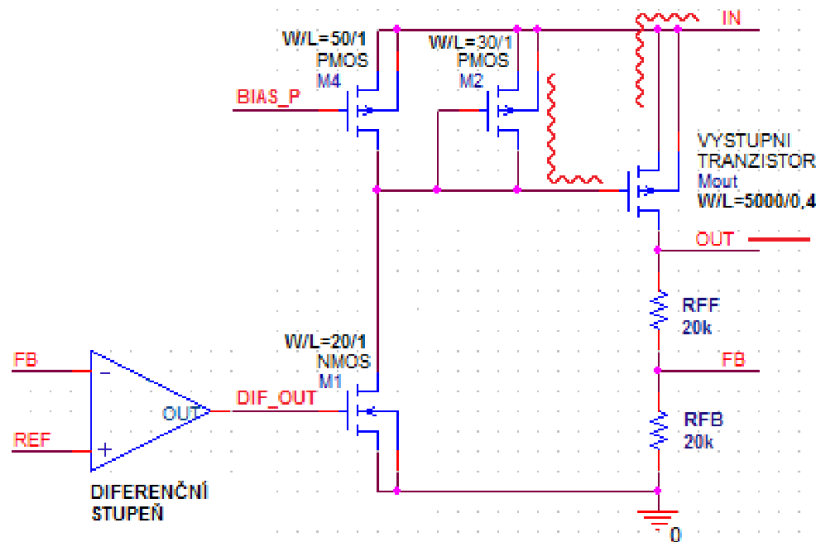 IN
W/L=50/1
PMOS
M4
W/L=30/1
PMOS
M2
BIAS_P
VYSTUPNI
TRANZISTOR
Mout
W/L=5000/0,4
OUT
RFF
20k
W/L=20/1
NMOS
M1
FB
FB
DIF_OUT
OUT
REF
RFB
20k
DIFERENČNÍ
STUPEŇ
0